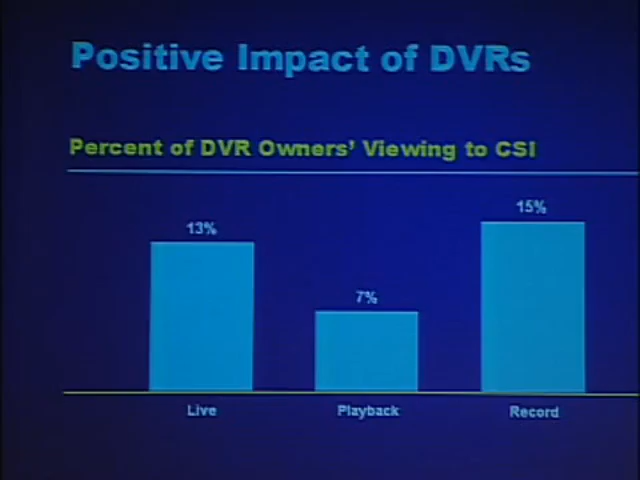 Positive Impact of DVRs
Percent of DVR Owners' Viewing to CSI
15%
13%
7%
Live
Playback
Record